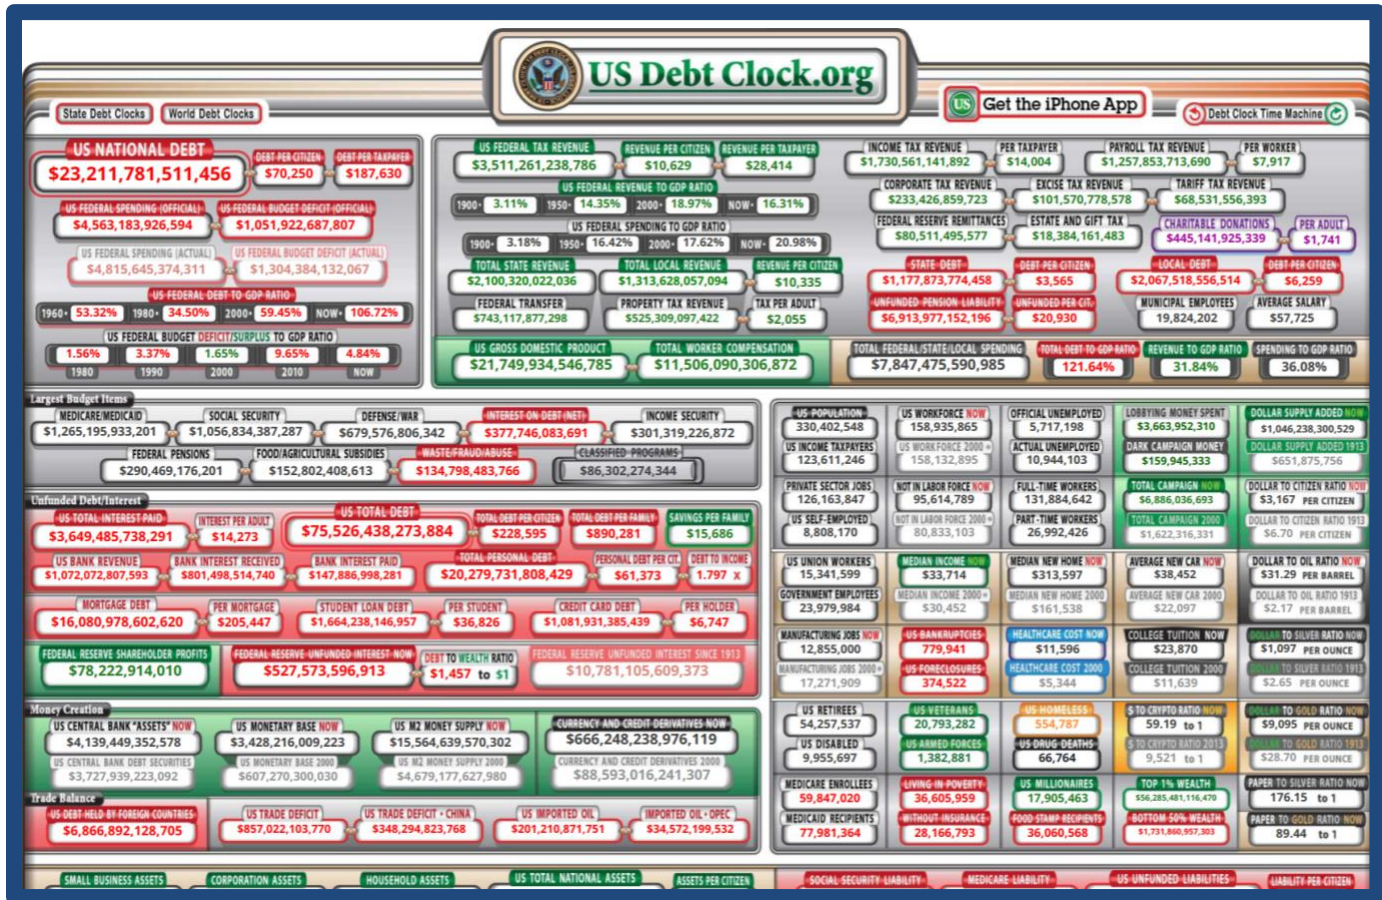 US Debt Clock.org
State Debt Clocks World Debt Clocks
US Get the iPhone App
Debt Clock Time Machine
US NATIONAL DEBT DEBT PER CITIZEN DEBT PER TAXPAYER
$23,211,781,511,456 $70,250 $187,630
US FEDERAL SPENDING (OFFICIAL) US FEDERAL BUDGET DEFICIT (OFFICIAL)
$4,563,183,926,594 $1,051,922,687,807
US FEDERAL SPENDING (ACTUAL) US FEDERAL BUDGET DEFICIT (ACTUAL)
$4,815,645,374,311 $1,304,384,132,067
US FEDERAL DEBT TO GDP RATIO
1960• 53.32% 1980• 34.50% 2000• 59.45% NOW• 106.72%
US FEDERAL BUDGET DEFICIT/SURPLUS TO GDP RATIO
1.56% 3.37% 1.65% 9.65% 4.84%
1980 1990 2000 2010 NOW
US FEDERAL TAX REVENUE REVENUE PER CITIZEN REVENUE PER TAXPAYER
$3,511,261,238,786 $10,629 $28,414
US FEDERAL REVENUE TO GDP RATIO
1900• 3.11% 1950• 14.35% 2000• 18.97% NOW• 16.31%
US FEDERAL SPENDING TO GDP RATIO
1900• 3.18% 1950• 16.42% 2000• 17.62% NOW• 20.98%
TOTAL STATE REVENUE TOTAL LOCAL REVENUE REVENUE PER CITIZEN
$2,100,320,022,036 $1,313,628,057,094 $10,335
FEDERAL TRANSFER PROPERTY TAX REVENUE TAX PER ADULT
$743,117,877,298 $525,309,097,422 $2,055
INCOME TAX REVENUE PER TAXPAYER PAYROLL TAX REVENUE PER WORKER
$1,730,561,141,892 $14,004 $1,257,853,713,690 $7,917
CORPORATE TAX REVENUE EXCISE TAX REVENUE TARIFF TAX REVENUE
$233,426,859,723 $101,570,778,578 $68,531,556,393
FEDERAL RESERVE REMITTANCES ESTATE AND GIFT TAX CHARITABLE DONATIONS PER ADULT
$80,511,495,577 $18,384,161,483 $445,141,925,339 $1,741
STATE DEBT DEBT PER CITIZEN LOCAL DEBT DEBT PER CITIZEN
$1,177,873,774,458 $3,565 $2,067,518,556,514 $6,259
UNFUNDED PENSION LIABILITY UNFUNDED PER CIT. MUNICIPAL EMPLOYEES AVERAGE SALARY
$6,913,977,152,196 $20,930 19,824,202 $57,725
US GROSS DOMESTIC PRODUCT TOTAL WORKER COMPENSATION
$21,749,934,546,785 $11,506,090,306,872
TOTAL FEDERAL/STATE/LOCAL SPENDING TOTAL DEBT TO GDP RATIO REVENUE TO GDP RATIO SPENDING TO GDP RATIO
$7,847,475,590,985 121.64% 31.84% 36.08%
Largest Budget Items
MEDICARE/MEDICAID SOCIAL SECURITY DEFENSE/WAR INTEREST ON DEBT (NET) INCOME SECURITY
$1,265,195,933,201 $1,056,834,387,287 $679,576,806,342 $377,746,083,691 $301,319,226,872
FEDERAL PENSIONS FOOD/AGRICULTURAL SUBSIDIES WASTE/FRAUD/ABUSE CLASSIFIED PROGRAMS
$290,469,176,201 $152,802,408,613 $134,798,483,766 $86,302,274,344
Unfunded Debt/Interest
US TOTAL INTEREST PAID INTEREST PER ADULT US TOTAL DEBT TOTAL DEBT PER CITIZEN TOTAL DEBT PER FAMILY SAVINGS PER FAMILY
$3,649,485,738,291 $14,273 $75,526,438,273,884 $228,595 $890,281 $15,686
US BANK REVENUE BANK INTEREST RECEIVED BANK INTEREST PAID TOTAL PERSONAL DEBT PERSONAL DEBT PER CIT. DEBT TO INCOME
$1,072,072,807,593 $801,498,514,740 $147,886,998,281 $20,279,731,808,429 $61,373 1.797 x
MORTGAGE DEBT PER MORTGAGE STUDENT LOAN DEBT PER STUDENT CREDIT CARD DEBT PER HOLDER
$16,080,978,602,620 $205,447 $1,664,238,146,957 $36,826 $1,081,931,385,439 $6,747
FEDERAL RESERVE SHAREHOLDER PROFITS FEDERAL RESERVE UNFUNDED INTEREST NOW DEBT TO WEALTH RATIO FEDERAL RESERVE UNFUNDED INTEREST SINCE 1913
$78,222,914,010 $527,573,596,913 $1,457 to $1 $10,781,105,609,373
Money Creation
US CENTRAL BANK "ASSETS" NOW US MONETARY BASE NOW US M2 MONEY SUPPLY NOW CURRENCY AND CREDIT DERIVATIVES NOW
$4,139,449,352,578 $3,428,216,009,223 $15,564,639,570,302 $666,248,238,976,119
US CENTRAL BANK DEBT SECURITIES US MONETARY BASE 2000 US M2 MONEY SUPPLY 2000 CURRENCY AND CREDIT DERIVATIVES 2000
$3,727,939,223,092 $607,270,300,030 $4,679,177,627,980 $88,593,016,241,307
Trade Balance
US DEBT HELD BY FOREIGN COUNTRIES US TRADE DEFICIT US TRADE DEFICIT • CHINA US IMPORTED OIL IMPORTED OIL • OPEC
$6,866,892,128,705 $857,022,103,770 $348,294,823,768 $201,210,871,751 $34,572,199,532
US POPULATION US WORKFORCE NOW OFFICIAL UNEMPLOYED LOBBYING MONEY SPENT DOLLAR SUPPLY ADDED NOW
330,402,548 158,935,865 5,717,198 $3,663,952,310 $1,046,238,300,529
US INCOME TAXPAYERS US WORKFORCE 2000 ACTUAL UNEMPLOYED DARK CAMPAIGN MONEY DOLLAR SUPPLY ADDED 1913
123,611,246 158,132,895 10,944,103 $159,945,333 $651,875,756
PRIVATE SECTOR JOBS NOT IN LABOR FORCE NOW FULL-TIME WORKERS TOTAL CAMPAIGN NOW DOLLAR TO CITIZEN RATIO NOW
126,163,847 95,614,789 131,884,642 $6,886,036,693 $3,167 PER CITIZEN
US SELF-EMPLOYED NOT IN LABOR FORCE 2000 PART-TIME WORKERS TOTAL CAMPAIGN 2000 DOLLAR TO CITIZEN RATIO 1913
8,808,170 80,833,103 26,992,426 $1,622,316,331 $6.70 PER CITIZEN
US UNION WORKERS MEDIAN INCOME NOW MEDIAN NEW HOME NOW AVERAGE NEW CAR NOW DOLLAR TO OIL RATIO NOW
15,341,599 $33,714 $313,597 $38,452 $31.29 PER BARREL
GOVERNMENT EMPLOYEES MEDIAN INCOME 2000 MEDIAN NEW HOME 2000 AVERAGE NEW CAR 2000 DOLLAR TO OIL RATIO 1913
23,979,984 $30,452 $161,538 $22,097 $2.17 PER BARREL
MANUFACTURING JOBS NOW US BANKRUPTCIES HEALTHCARE COST NOW COLLEGE TUITION NOW DOLLAR TO SILVER RATIO NOW
12,855,000 779,941 $11,596 $23,870 $1,097 PER OUNCE
MANUFACTURING JOBS 2000 US FORECLOSURES HEALTHCARE COST 2000 COLLEGE TUITION 2000 DOLLAR TO SILVER RATIO 1913
17,271,909 374,522 $5,344 $11,639 $2.65 PER OUNCE
US RETIREES US VETERANS US HOMELESS $ TO CRYPTO RATIO NOW DOLLAR TO GOLD RATIO NOW
54,257,537 20,793,282 554,787 59.19 to 1 $9,095 PER OUNCE
US DISABLED US ARMED FORCES US DRUG DEATHS $ TO CRYPTO RATIO 2013 DOLLAR TO GOLD RATIO 1913
9,955,697 1,382,881 66,764 9,521 to 1 $28.70 PER OUNCE
MEDICARE ENROLLEES LIVING IN POVERTY US MILLIONAIRES TOP 1% WEALTH PAPER TO SILVER RATIO NOW
59,847,020 36,605,959 17,905,463 $56,285,481,116,470 176.15 to 1
MEDICAID RECIPIENTS WITHOUT INSURANCE FOOD STAMP RECIPIENTS BOTTOM 50% WEALTH PAPER TO GOLD RATIO NOW
77,981,364 28,166,793 36,060,568 $1,731,860,957,303 89.44 to 1
SMALL BUSINESS ASSETS CORPORATION ASSETS HOUSEHOLD ASSETS US TOTAL NATIONAL ASSETS ASSETS PER CITIZEN SOCIAL SECURITY LIABILITY MEDICARE LIABILITY US UNFUNDED LIABILITIES LIABILITY PER CITIZEN